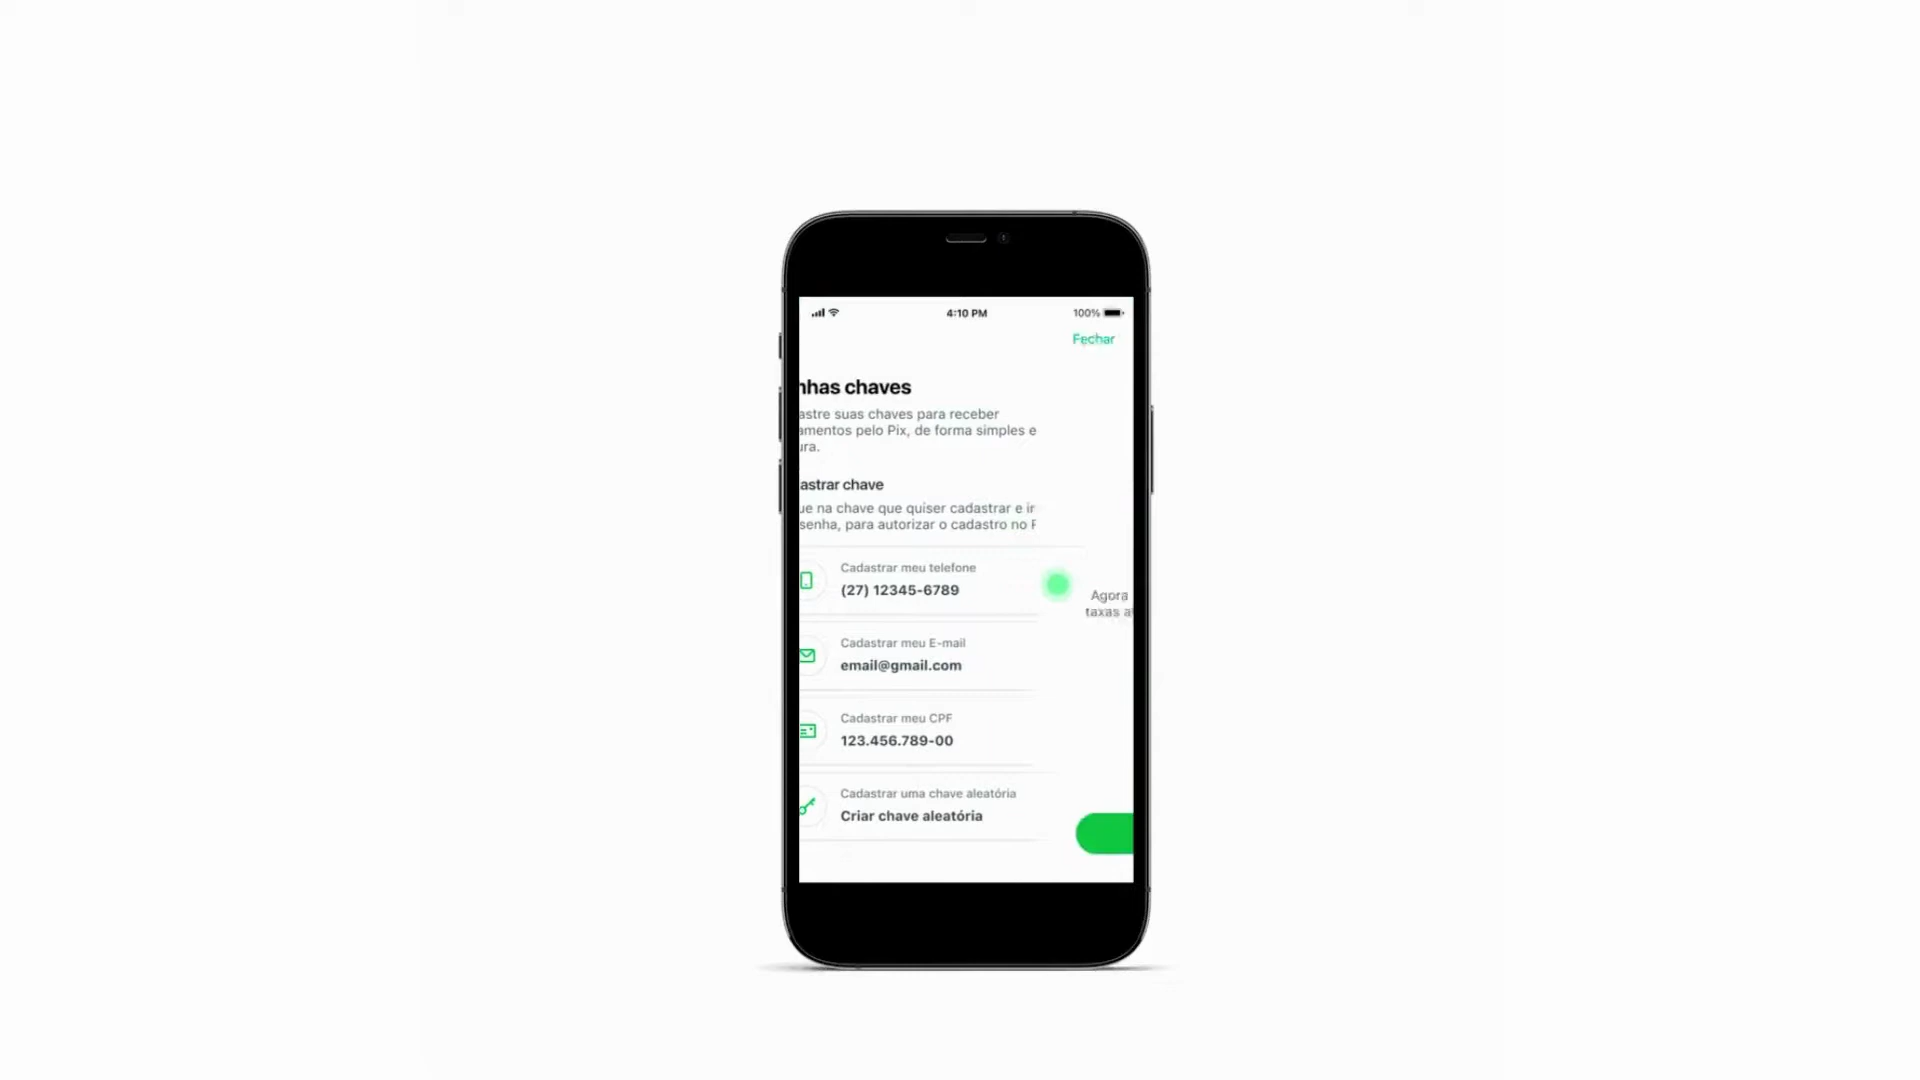 4:10 PM
100%
Fechar
nhas chaves
astre suas chaves para receber
amentos pelo Pix, de forma simples e
ura.
astrar chave
ue na chave que quiser cadastrar e ir
senha, para autorizar o cadastro no
Cadastrar meu telefone
(27) 12345-6789
Agora
taxas
Cadastrar meu E-mail
email@gmail.com
Cadastrar meu CPF
123.456.789-00
Cadastrar uma chave aleatória
Criar chave aleatória